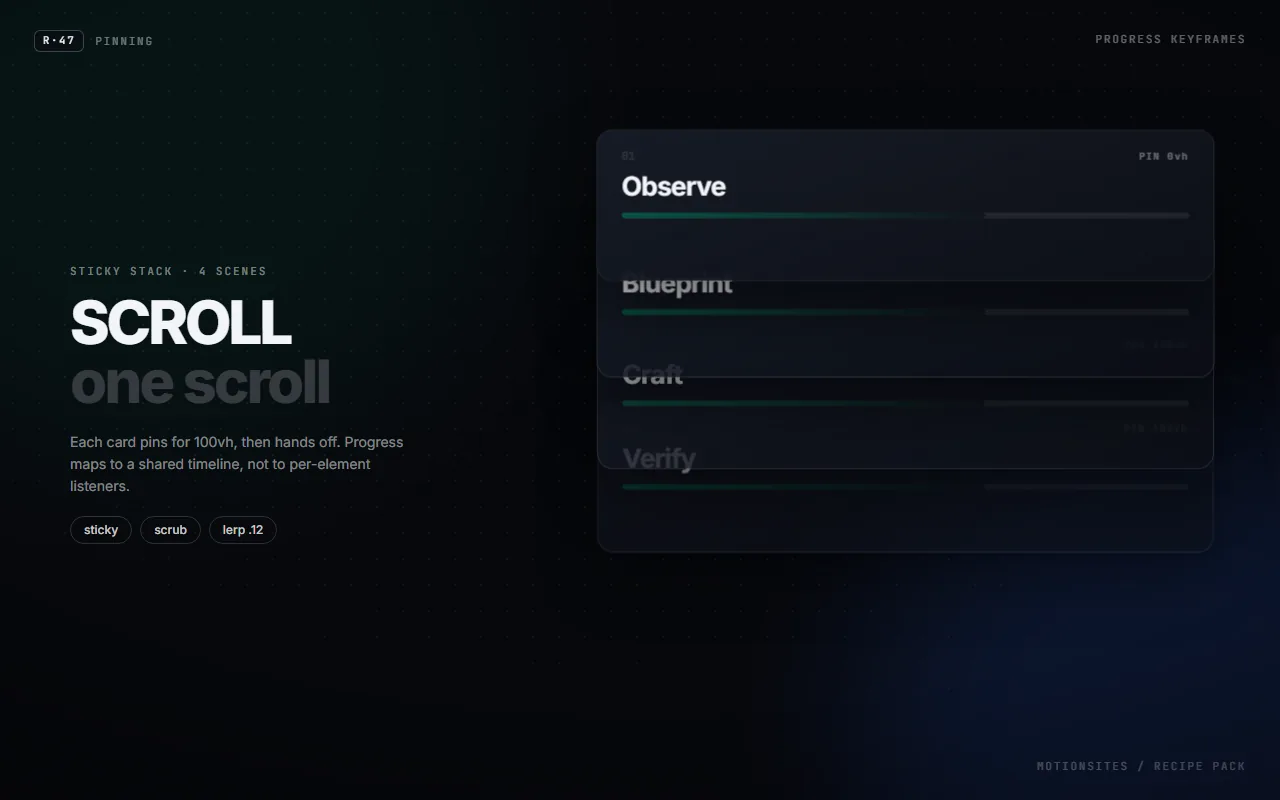 R·47 PINNING
PROGRESS KEYFRAMES
STICKY STACK · 4 SCENES
SCROLL
one scroll
Each card pins for 100vh, then hands off. Progress
maps to a shared timeline, not to per-element
listeners.
sticky scrub lerp .12
01 PIN 0vh
Observe
Blueprint
Craft
Verify
MOTIONSITES / RECIPE PACK